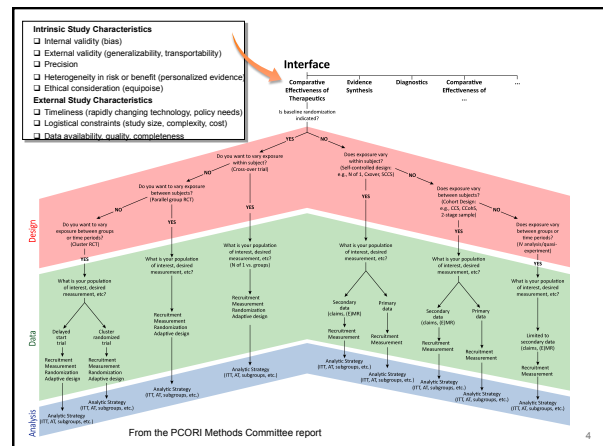 Intrinsic Study Characteristics
❑ Internal validity (bias)
❑ External validity (generalizability, transportability)
❑ Precision
❑ Heterogeneity in risk or benefit (personalized evidence)
❑ Ethical consideration (equipoise)
External Study Characteristics
❑ Timeliness (rapidly changing technology, policy needs)
❑ Logistical constraints (study size, complexity, cost)
❑ Data availability, quality, completeness
Interface
Comparative
Effectiveness of
Therapeutics
Evidence
Synthesis
Diagnostics
Comparative
Effectiveness of
...
...
Is baseline randomization
indicated?
YES
NO
Design
Do you want to vary exposure
within subject?
(Cross-over trial)
NO
YES
Do you want to vary exposure
between subjects?
(Parallel group RCT)
NO
YES
Do you want to vary
exposure between groups
or time periods?
(Cluster RCT)
YES
Does exposure vary
within subject?
(Self-controlled design:
e.g., N of 1, Cxover, SCCS)
YES
NO
Does exposure vary
between subjects?
(Cohort Design:
e.g., CCS, CCohS,
2-stage sample)
YES
NO
Does exposure vary
between groups or
time periods?
(IV analysis/quasi-
experiment)
YES
Data
What is your population
of interest, desired
measurement, etc?
Delayed
start
trial
Cluster
randomized
trial
Recruitment
Measurement
Randomization
Adaptive design
Recruitment
Measurement
Randomization
Adaptive design
What is your population
of interest, desired
measurement, etc?
Recruitment
Measurement
Randomization
Adaptive design
What is your population
of interest, desired
measurement, etc?
(N of 1 vs. groups)
Recruitment
Measurement
Randomization
Adaptive design
What is your population
of interest, desired
measurement, etc?
Secondary
data
(claims, (E)MR)
Primary
data
Recruitment
Measurement
Recruitment
Measurement
What is your population
of interest, desired
measurement, etc?
Secondary
data
(claims, (E)MR)
Primary
data
Recruitment
Measurement
Recruitment
Measurement
What is your population
of interest, desired
measurement, etc?
Limited to
secondary data
(claims, (E)MR)
Recruitment
Measurement
Analysis
Analytic Strategy
(ITT, AT, subgroups, etc.)
Analytic Strategy
(ITT, AT, subgroups, etc.)
Analytic Strategy
(ITT, AT, subgroups, etc.)
Analytic Strategy
(ITT, AT, subgroups, etc.)
Analytic Strategy
(ITT, AT, subgroups, etc.)
Analytic Strategy
(ITT, AT, subgroups, etc.)
Analytic Strategy
(ITT, AT, subgroups, etc.)
Analytic Strategy
(ITT, AT, subgroups, etc.)
Analytic Strategy
(ITT, AT, subgroups, etc.)
From the PCORI Methods Committee report
4